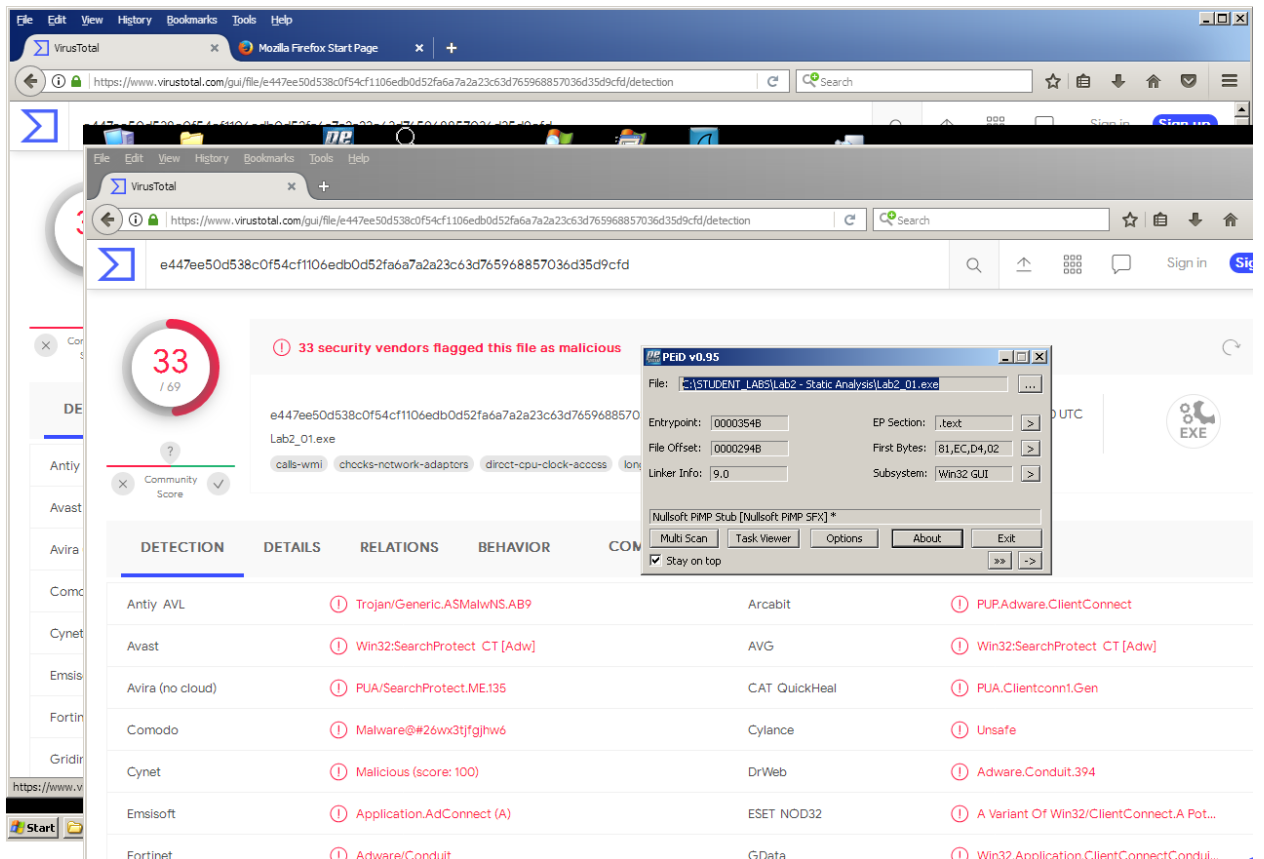 File Edit View History Bookmarks Tools Help
VirusTotal × Mozilla Firefox Start Page × +
https://www.virustotal.com/gui/file/e447ee50d538c0f54cf1106edb0d52fa6a7a2a23c63d765968857036d35d9cfd/detection Search
File Edit View History Bookmarks Tools Help
VirusTotal × +
https://www.virustotal.com/gui/file/e447ee50d538c0f54cf1106edb0d52fa6a7a2a23c63d765968857036d35d9cfd/detection Search
e447ee50d538c0f54cf1106edb0d52fa6a7a2a23c63d765968857036d35d9cfd Sign in
33
/ 69
33 security vendors flagged this file as malicious
e447ee50d538c0f54cf1106edb0d52fa6a7a2a23c63d7659688570 UTC
Lab2_01.exe
EXE
calls-wmi checks-network-adapters direct-cpu-clock-access
?
Community
Score
DETECTION DETAILS RELATIONS BEHAVIOR
PEiD v0.95
File: C:\STUDENT_LABS\Lab2 - Static Analysis\Lab2_01.exe ...
Entrypoint: 0000354B EP Section: .text >
File Offset: 0000294B First Bytes: 81,EC,D4,02 >
Linker Info: 9.0 Subsystem: Win32 GUI >
Nullsoft PiMP Stub [Nullsoft PiMP SFX] *
Multi Scan Task Viewer Options About Exit
Stay on top »» ->
Antiy AVL Trojan/Generic.ASMalwNS.AB9 Arcabit PUP.Adware.ClientConnect
Avast Win32:SearchProtect CT [Adw] AVG Win32:SearchProtect CT [Adw]
Avira (no cloud) PUA/SearchProtect.ME.135 CAT QuickHeal PUA.Clientconn1.Gen
Comodo Malware@#26wx3tjfgjhw6 Cylance Unsafe
Cynet Malicious (score: 100) DrWeb Adware.Conduit.394
Emsisoft Application.AdConnect (A) ESET NOD32 A Variant Of Win32/ClientConnect.A Pot...
Fortinet Adware/Conduit GData Win32.Application.ClientConnectCondui...
Antiy
Avast
Avira
Cynet
https://www.v
Start